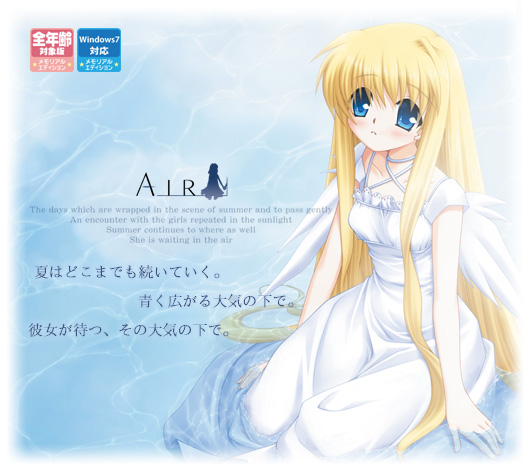 全年齢
対象版
メモリアル
エディション
Windows7
対応
メモリアル
エディション
AIR
The days which are wrapped in the scene of summer and to pass gently
An encounter with the girls repeated in the sunlight
Summer continues to where as well
She is waiting in the air
夏はどこまでも続いていく。
青く広がる大気の下で。
彼女が待つ、その大気の下で。